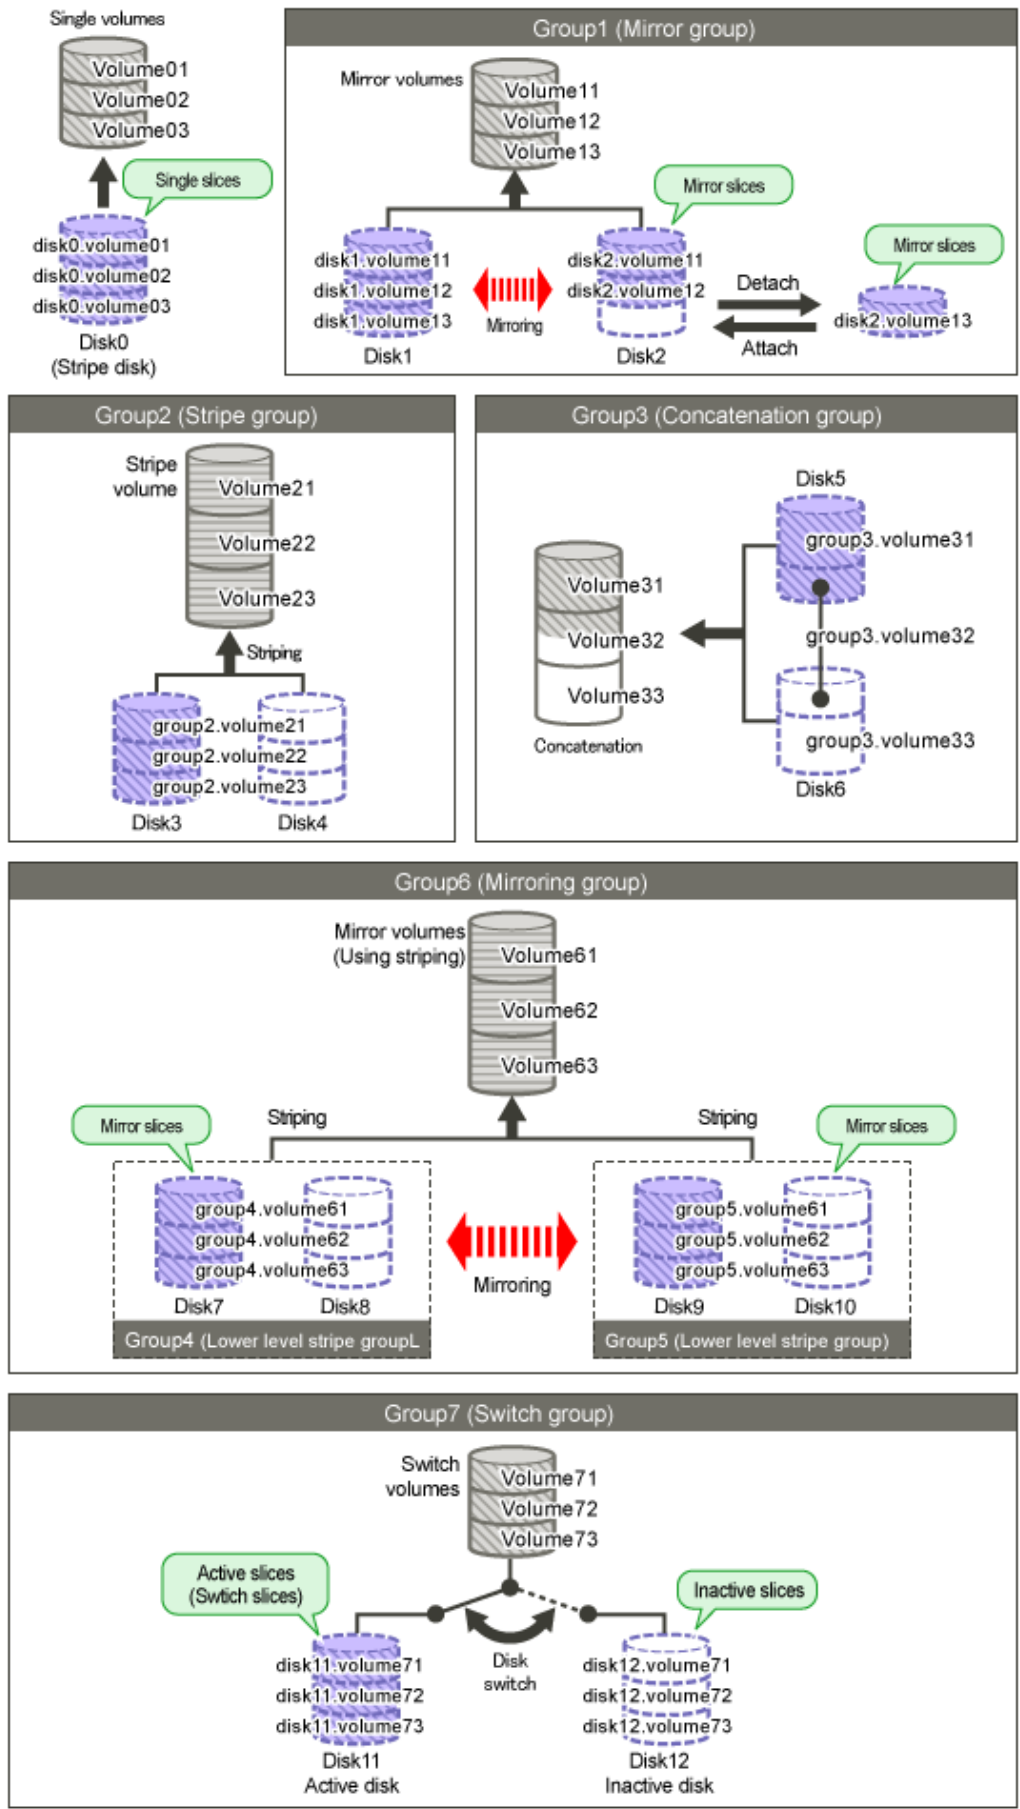 Single volumes
Volume01
Volume02
Volume03
Single slices
disk0.volume01
disk0.volume02
disk0.volume03
Disk0
(Stripe disk)
Group1 (Mirror group)
Mirror volumes
Volume11
Volume12
Volume13
Mirror slices
Mirror slices
disk1.volume11
disk1.volume12
disk1.volume13
Mirroring
disk2.volume11
disk2.volume12
Detach
Attach
disk2.volume13
Disk1
Disk2
Group2 (Stripe group)
Stripe
volume
Volume21
Volume22
Volume23
Striping
group2.volume21
group2.volume22
group2.volume23
Disk3
Disk4
Group3 (Concatenation group)
Disk5
group3.volume31
Volume31
Volume32
Volume33
group3.volume32
group3.volume33
Concatenation
Disk6
Group6 (Mirroring group)
Mirror volumes
(Using striping)
Volume61
Volume62
Volume63
Striping
Striping
Mirror slices
Mirror slices
group4.volume61
group4.volume62
group4.volume63
Disk7
Disk8
Group4 (Lower level stripe groupL
Mirroring
group5.volume61
group5.volume62
group5.volume63
Disk9
Disk10
Group5 (Lower level stripe group)
Group7 (Switch group)
Switch
volumes
Volume71
Volume72
Volume73
Active slices
(Swtich slices)
Inactive slices
Disk
switch
disk11.volume71
disk11.volume72
disk11.volume73
Disk11
Active disk
disk12.volume71
disk12.volume72
disk12.volume73
Disk12
Inactive disk